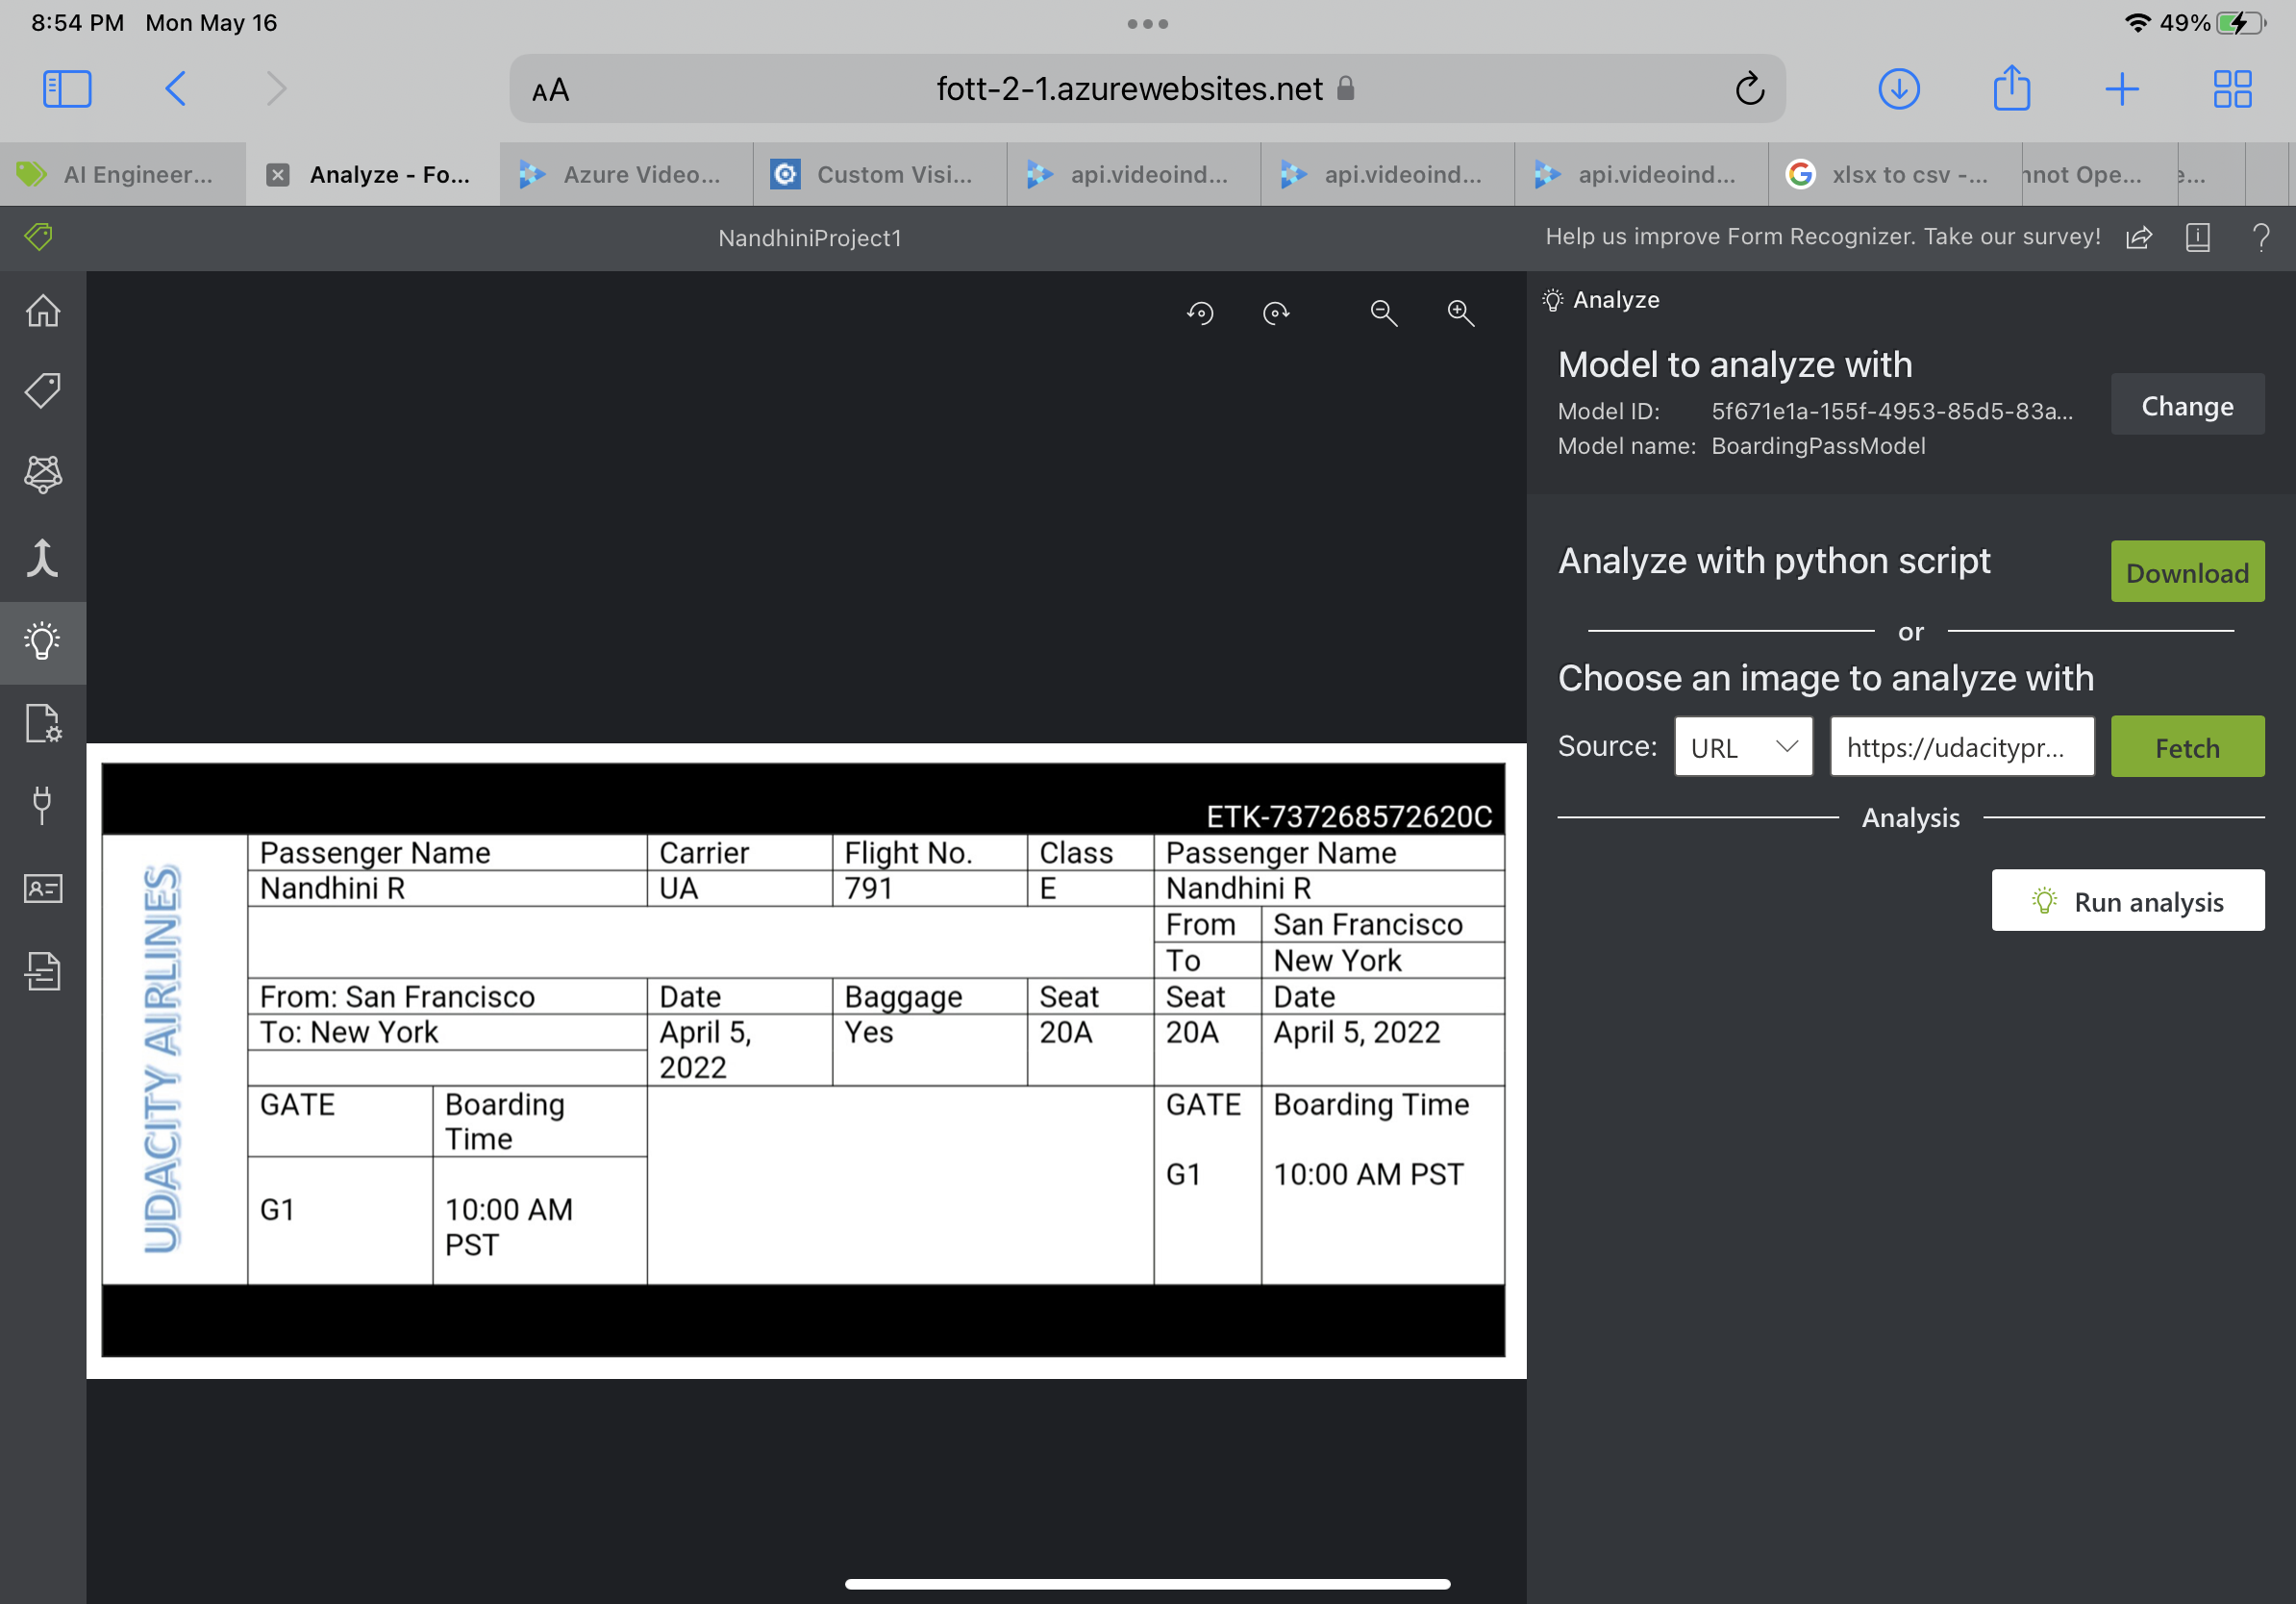 8:54 PM Mon May 16
49%
AA
fott-2-1.azurewebsites.net
AI Engineer...
Analyze - Fo...
Azure Video...
Custom Visi...
api.videoind...
api.videoind...
api.videoind...
xlsx to csv -...
nnot Ope...
e...
NandhiniProject1
Help us improve Form Recognizer. Take our survey!
Analyze
Model to analyze with
Model ID: 5f671e1a-155f-4953-85d5-83a...
Model name: BoardingPassModel
Change
Analyze with python script
Download
or
Choose an image to analyze with
Source: URL https://udacitypr... Fetch
Analysis
Run analysis
ETK-737268572620C
UDACITY AIRLINES
Passenger Name Carrier Flight No. Class Passenger Name
Nandhini R UA 791 E Nandhini R
From San Francisco
To New York
From: San Francisco Date Baggage Seat Seat Date
To: New York April 5, 2022 Yes 20A 20A April 5, 2022
GATE Boarding Time GATE Boarding Time
G1 10:00 AM PST G1 10:00 AM PST